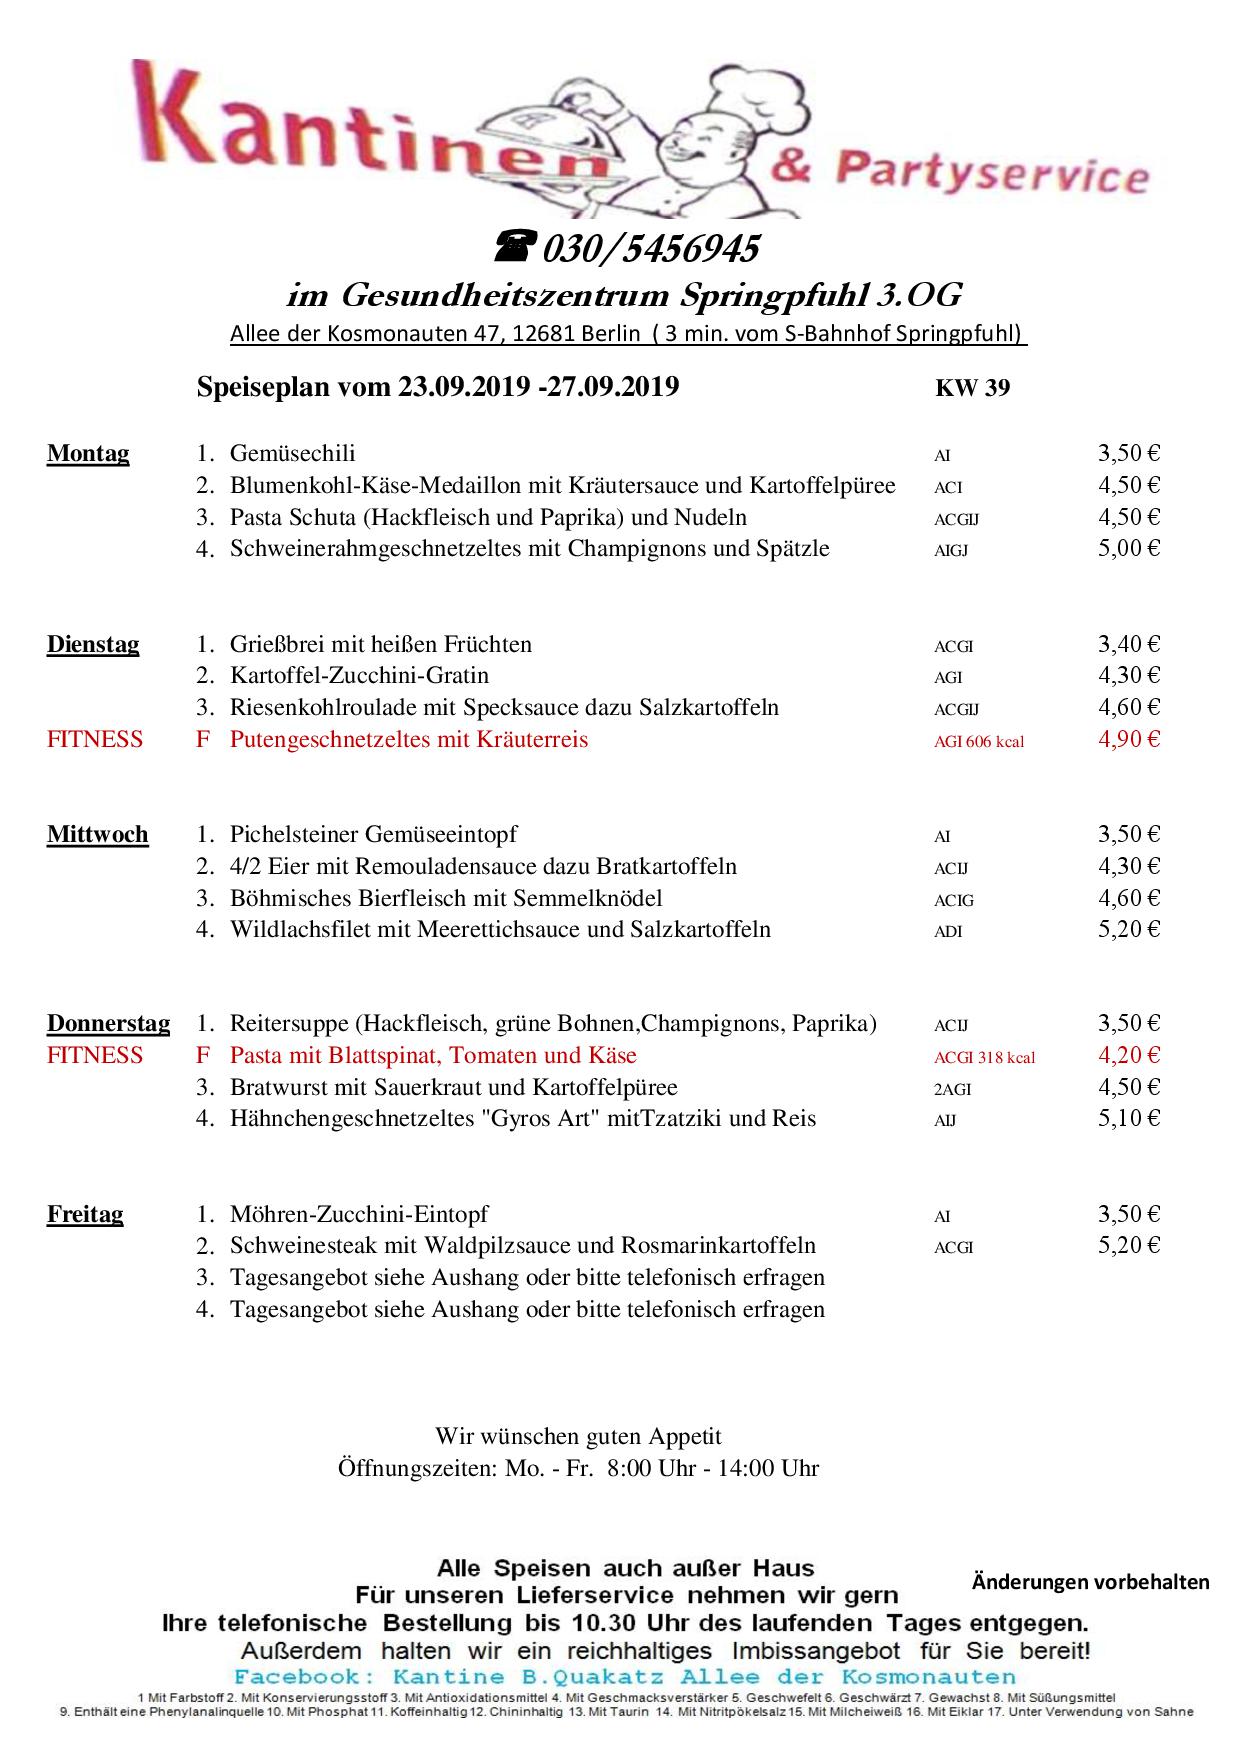 Kantinen & Partyservice
☎ 030/5456945
im Gesundheitszentrum Springpfuhl 3.OG
Allee der Kosmonauten 47, 12681 Berlin ( 3 min. vom S-Bahnhof Springpfuhl)
Speiseplan vom 23.09.2019 -27.09.2019 KW 39
Montag 1. Gemüsechili AI 3,50 €
2. Blumenkohl-Käse-Medaillon mit Kräutersauce und Kartoffelpüree ACI 4,50 €
3. Pasta Schuta (Hackfleisch und Paprika) und Nudeln ACGIJ 4,50 €
4. Schweinerahmgeschnetzeltes mit Champignons und Spätzle AIGJ 5,00 €
Dienstag 1. Grießbrei mit heißen Früchten ACGI 3,40 €
2. Kartoffel-Zucchini-Gratin AGI 4,30 €
3. Riesenkohlroulade mit Specksauce dazu Salzkartoffeln ACGIJ 4,60 €
FITNESS F Putengeschnetzeltes mit Kräuterreis AGI 606 kcal 4,90 €
Mittwoch 1. Pichelsteiner Gemüseeintopf AI 3,50 €
2. 4/2 Eier mit Remouladensauce dazu Bratkartoffeln ACIJ 4,30 €
3. Böhmisches Bierfleisch mit Semmelknödel ACIG 4,60 €
4. Wildlachsfilet mit Meerettichsauce und Salzkartoffeln ADI 5,20 €
Donnerstag 1. Reitersuppe (Hackfleisch, grüne Bohnen,Champignons, Paprika) ACIJ 3,50 €
FITNESS F Pasta mit Blattspinat, Tomaten und Käse ACGI 318 kcal 4,20 €
3. Bratwurst mit Sauerkraut und Kartoffelpüree 2AGI 4,50 €
4. Hähnchengeschnetzeltes "Gyros Art" mitTzatziki und Reis AIJ 5,10 €
Freitag 1. Möhren-Zucchini-Eintopf AI 3,50 €
2. Schweinesteak mit Waldpilzsauce und Rosmarinkartoffeln ACGI 5,20 €
3. Tagesangebot siehe Aushang oder bitte telefonisch erfragen
4. Tagesangebot siehe Aushang oder bitte telefonisch erfragen
Wir wünschen guten Appetit
Öffnungszeiten: Mo. - Fr. 8:00 Uhr - 14:00 Uhr
Alle Speisen auch außer Haus
Änderungen vorbehalten
Für unseren Lieferservice nehmen wir gern
Ihre telefonische Bestellung bis 10.30 Uhr des laufenden Tages entgegen.
Außerdem halten wir ein reichhaltiges Imbissangebot für Sie bereit!
Facebook: Kantine B.Quakatz Allee der Kosmonauten
1 Mit Farbstoff 2. Mit Konservierungsstoff 3. Mit Antioxidationsmittel 4. Mit Geschmacksverstärker 5. Geschwefelt 6. Geschwärzt 7. Gewachst 8. Mit Süßungsmittel
9. Enthält eine Phenylanalinquelle 10. Mit Phosphat 11. Koffeinhaltig 12. Chininhaltig 13. Mit Taurin 14. Mit Nitritpökelsalz 15. Mit Milcheiweiß 16. Mit Eiklar 17. Unter Verwendung von Sahne